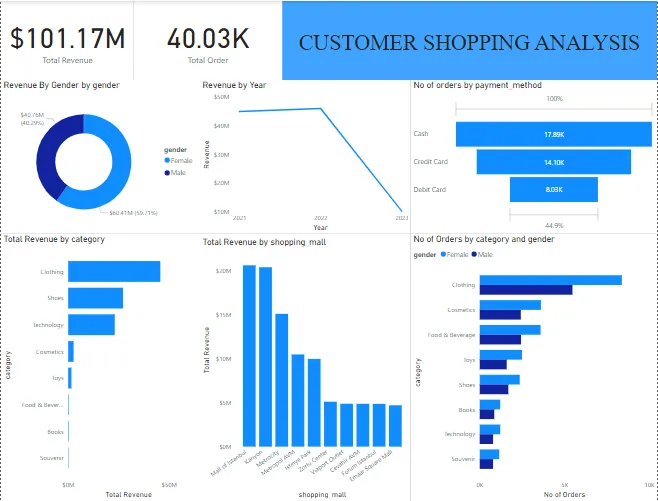 $101.17M
Total Revenue
40.03K
Total Order
CUSTOMER SHOPPING ANALYSIS
Revenue By Gender by gender
$40.76M
(40.29%)
$60.41M (59.71%)
gender
Female
Male
Revenue by Year
Revenue
$50M
$40M
$30M
$20M
$10M
2021
2022
2023
Year
No of orders by payment_method
100%
Cash
17.89K
Credit Card
14.10K
Debit Card
8.03K
44.9%
Total Revenue by category
category
Clothing
Shoes
Technology
Cosmetics
Toys
Food & Bever...
Books
Souvenir
$0M
$50M
Total Revenue
Total Revenue by shopping_mall
Total Revenue
$20M
$15M
$10M
$5M
$0M
Mall of Istanbul
Kanyon
Metrocity
Metropol AVM
Istinye Park
Zorlu Center
Viaport Outlet
Cevahir AVM
Forum Istanbul
Emaar Square Mall
shopping_mall
No of Orders by category and gender
gender
Female
Male
category
Clothing
Cosmetics
Food & Beverage
Toys
Shoes
Books
Technology
Souvenir
0K
5K
10K
No of Orders